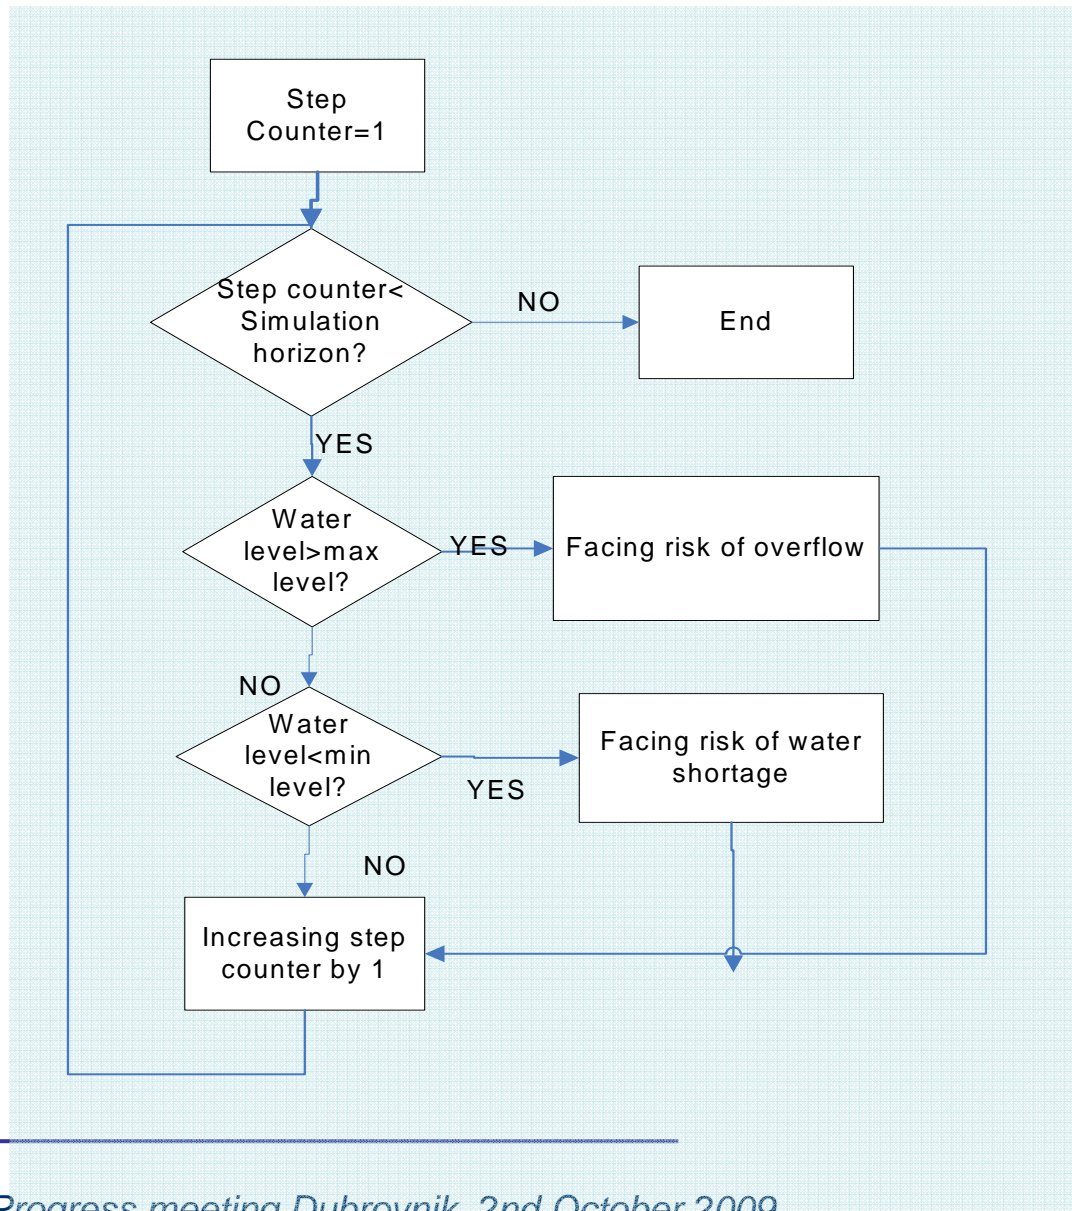 Step
Counter=1
Step counter<
Simulation
horizon?
NO
End
YES
Water
level>max
level?
YES
Facing risk of overflow
NO
Water
level<min
level?
YES
Facing risk of water
shortage
NO
Increasing step
counter by 1
Progress meeting Dubrovnik, 2nd October 2009